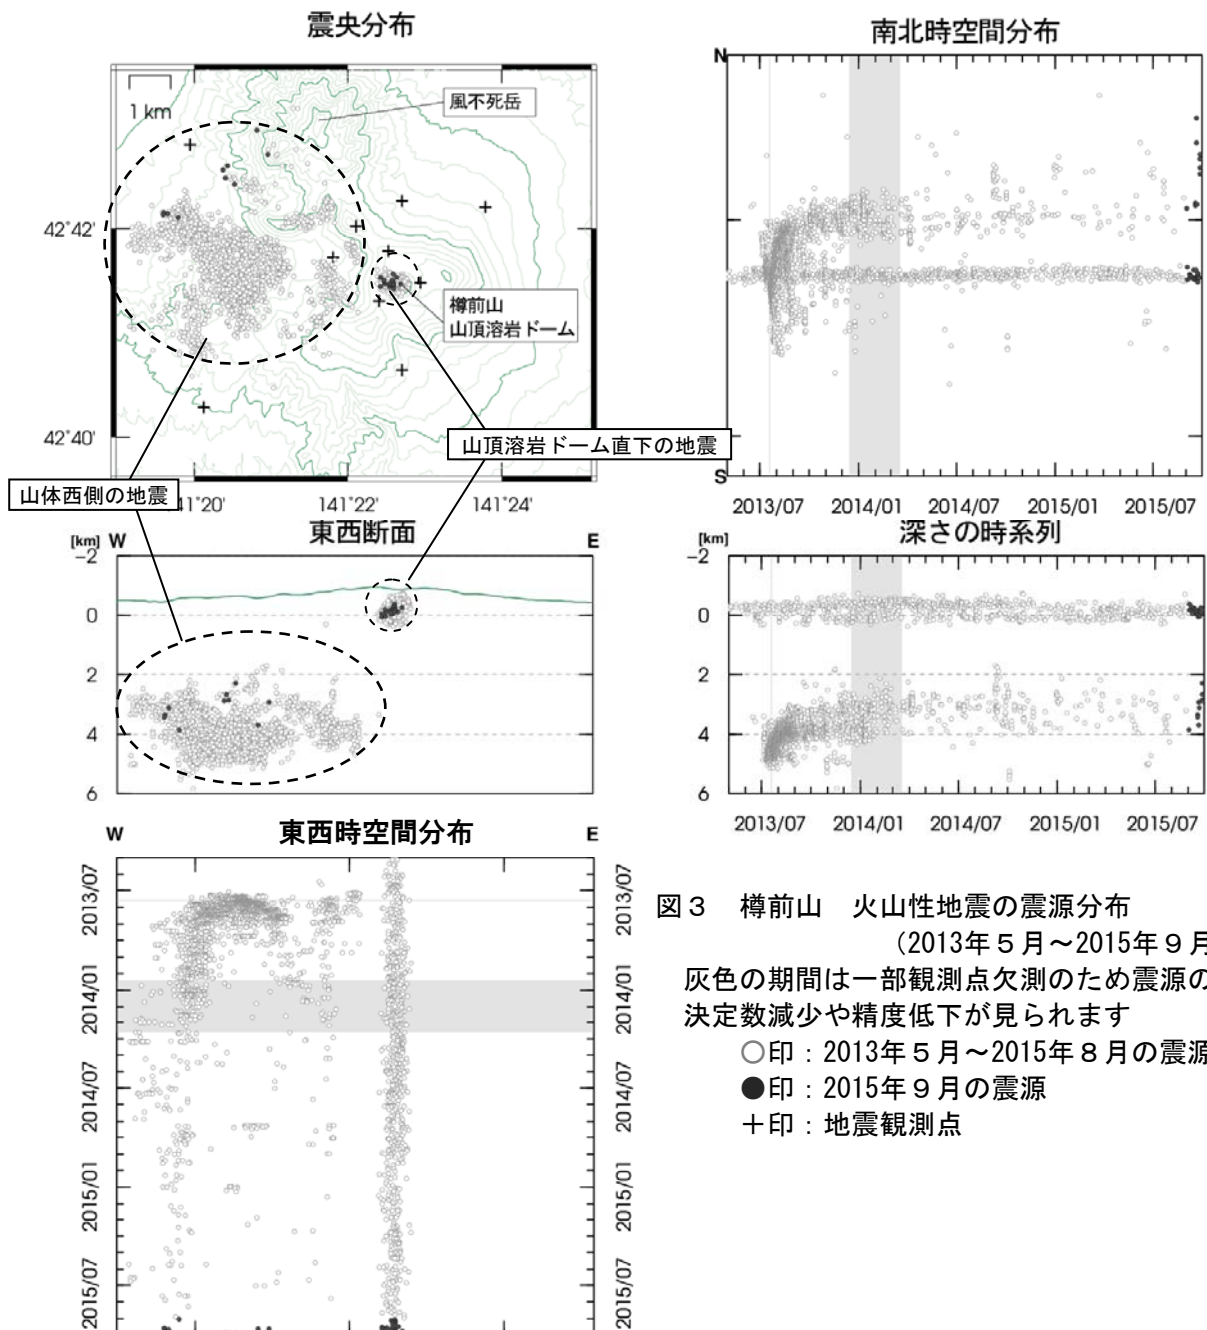 震央分布
1 km
風不死岳
42°42'
樽前山
山頂溶岩ドーム
42°40'
山頂溶岩ドーム直下の地震
山体西側の地震
141°20'
141°22'
141°24'
南北時空間分布
N
S
2013/07
2014/01
2014/07
2015/01
2015/07
東西断面
[km]
W
E
-2
0
2
4
6
深さの時系列
[km]
-2
0
2
4
6
2013/07
2014/01
2014/07
2015/01
2015/07
東西時空間分布
W
E
2013/07
2014/01
2014/07
2015/01
2015/07
2013/07
2014/01
2014/07
2015/01
2015/07
図３ 樽前山 火山性地震の震源分布
（2013年５月～2015年９月
灰色の期間は一部観測点欠測のため震源の
決定数減少や精度低下が見られます
○印：2013年５月～2015年８月の震源
●印：2015年９月の震源
＋印：地震観測点